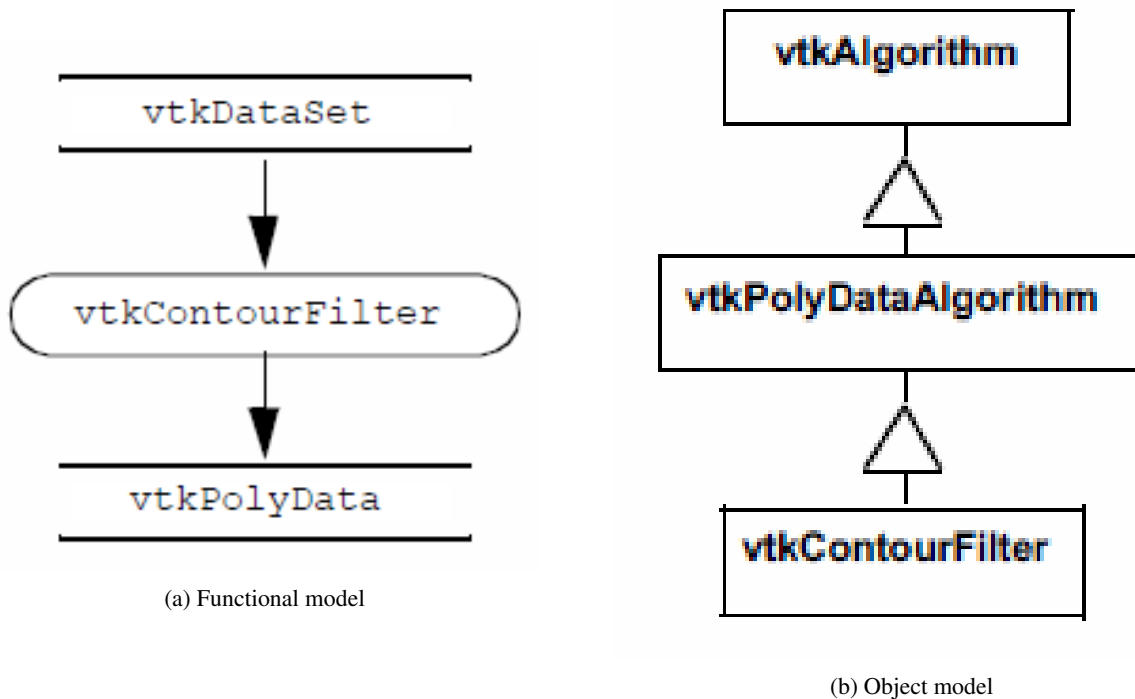 vtkDataSet
vtkContourFilter
vtkPolyData
(a) Functional model
vtkAlgorithm
vtkPolyDataAlgorithm
vtkContourFilter
(b) Object model